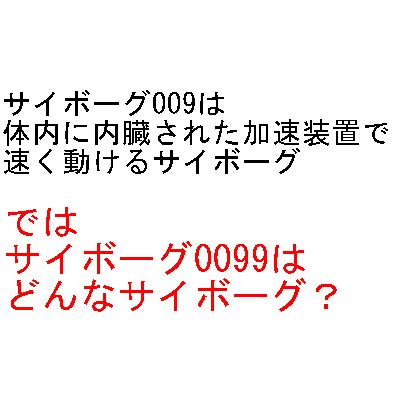 サイボーグ009は
体内に内臓された加速装置で
速く動けるサイボーグ
では
サイボーグ0099は
どんなサイボーグ？